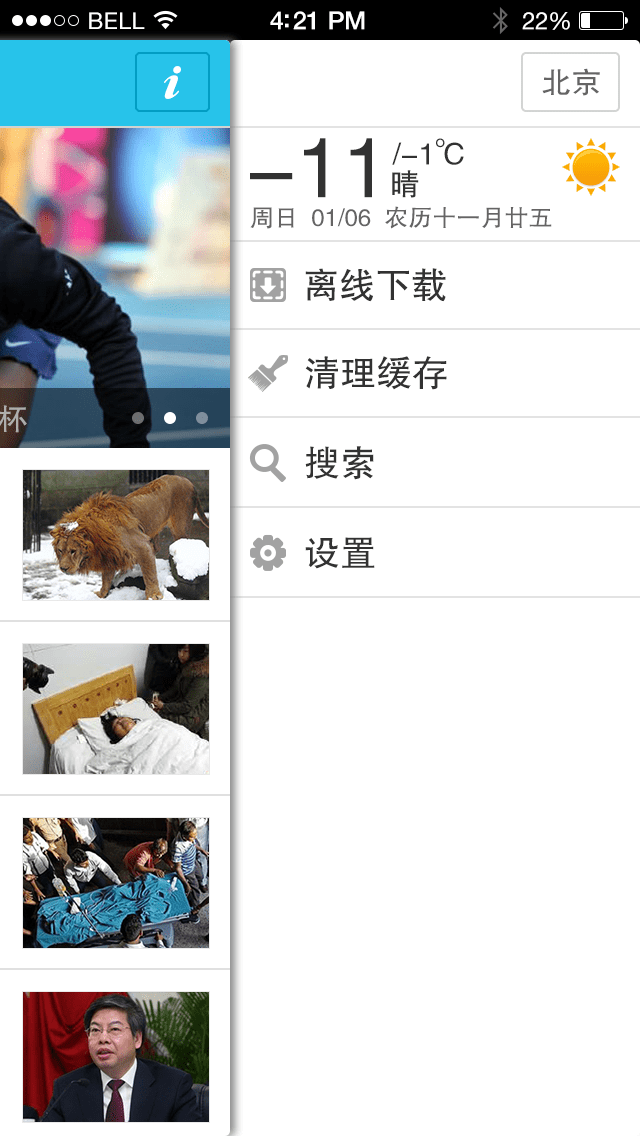 BELL 4:21 PM 22%
i
北京
-11/-1℃
晴
周日 01/06 农历十一月廿五
离线下载
清理缓存
搜索
设置
杯